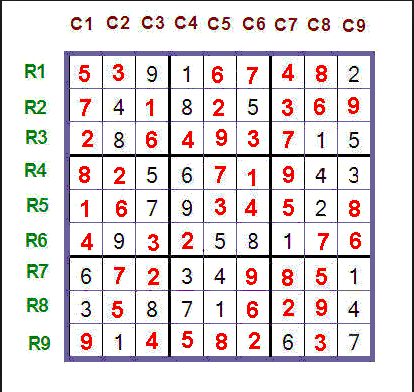 C1 C2 C3 C4 C5 C6 C7 C8 C9
R1 5 3 9 1 6 7 4 8 2
R2 7 4 1 8 2 5 3 6 9
R3 2 8 6 4 9 3 7 1 5
R4 8 2 5 6 7 1 9 4 3
R5 1 6 7 9 3 4 5 2 8
R6 4 9 3 2 5 8 1 7 6
R7 6 7 2 3 4 9 8 5 1
R8 3 5 8 7 1 6 2 9 4
R9 9 1 4 5 8 2 6 3 7